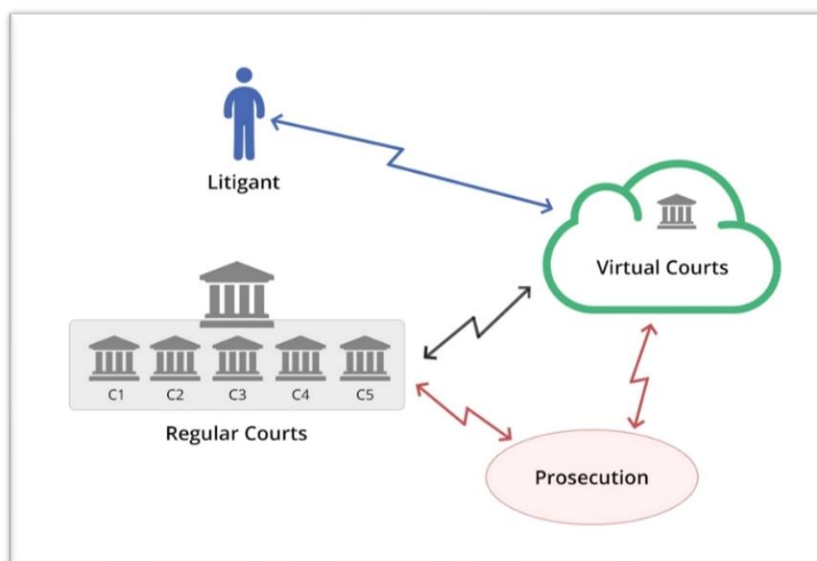 Litigant
Virtual Courts
C1 C2 C3 C4 C5
Regular Courts
Prosecution